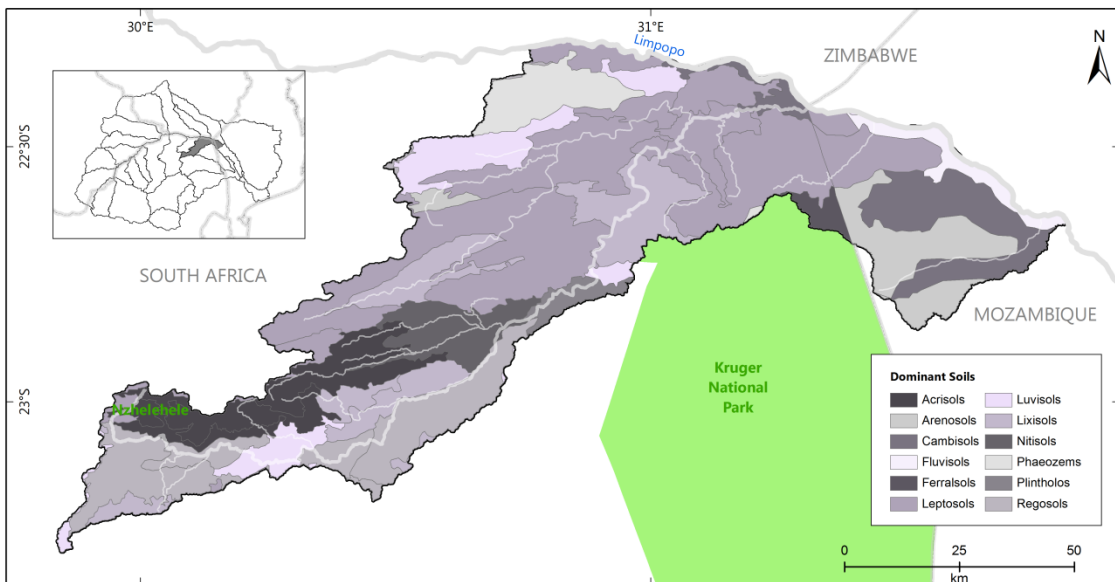 30°E
31°E
Limpopo
ZIMBABWE
N
22°30'S
SOUTH AFRICA
MOZAMBIQUE
Kruger
National
Park
Nzhelehele
23°S
Dominant Soils
Acrisols
Arenosols
Cambisols
Fluvisols
Ferralsols
Leptosols
Luvisols
Lixisols
Nitisols
Phaeozems
Plintholos
Regosols
0 25 50
km